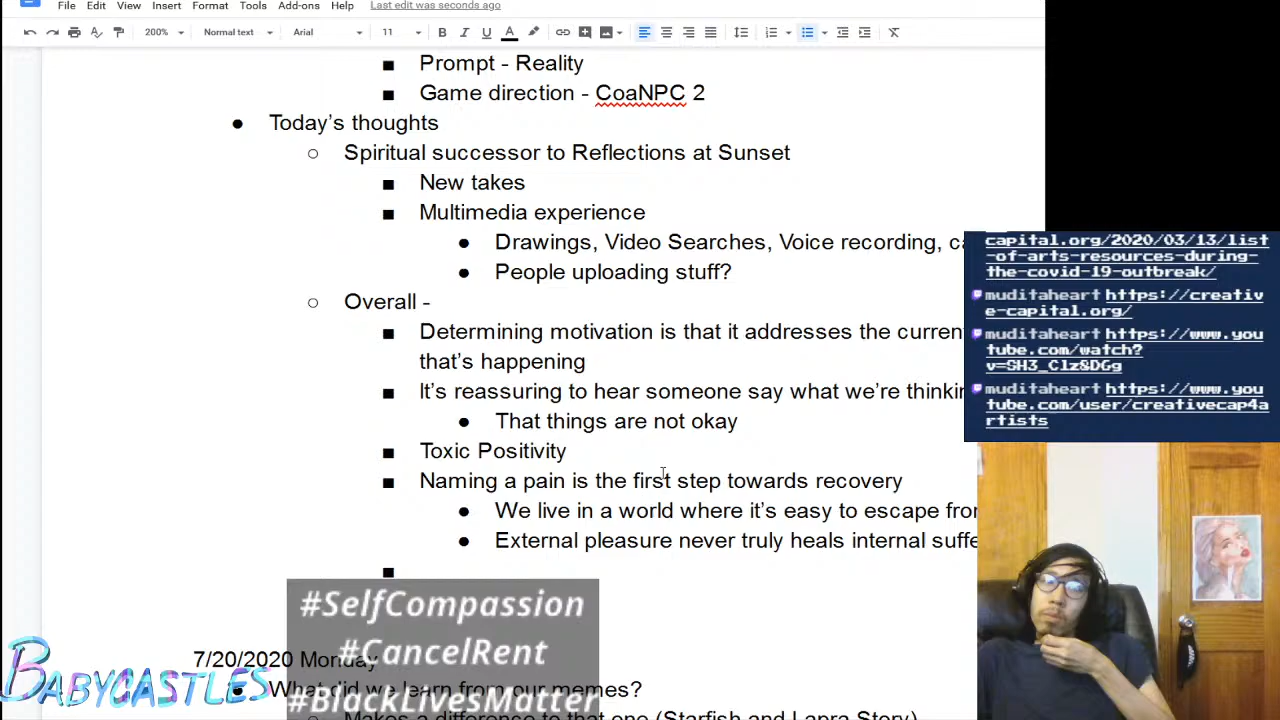 File Edit View Insert Format Tools Add-ons Help Last edit was seconds ago
200% Normal text Arial 11 B I U A
Prompt - Reality
Game direction - CoaNPC 2
Today's thoughts
Spiritual successor to Reflections at Sunset
New takes
Multimedia experience
Drawings, Video Searches, Voice recording,
People uploading stuff?
Overall -
Determining motivation is that it addresses the current
that's happening
It's reassuring to hear someone say what we're thinking
That things are not okay
Toxic Positivity
Naming a pain is the first step towards recovery
We live in a world where it's easy to escape from
External pleasure never truly heals internal
7/20/2020 Monday
What did we learn from our memes?
Makes a difference to that one (Starfish and Lapra Story)
capital.org/2020/03/13/list
-of-arts-resources-during-
the-covid-19-outbreak/
muditaheart https://creativ
e-capital.org/
muditaheart https://www.you
tube.com/watch?
v=SH3_Clz&DGg
muditaheart https://www.you
tube.com/user/creativecap4a
rtists
#SelfCompassion
#CancelRent
#BlackLivesMatter
BABYCASTLES